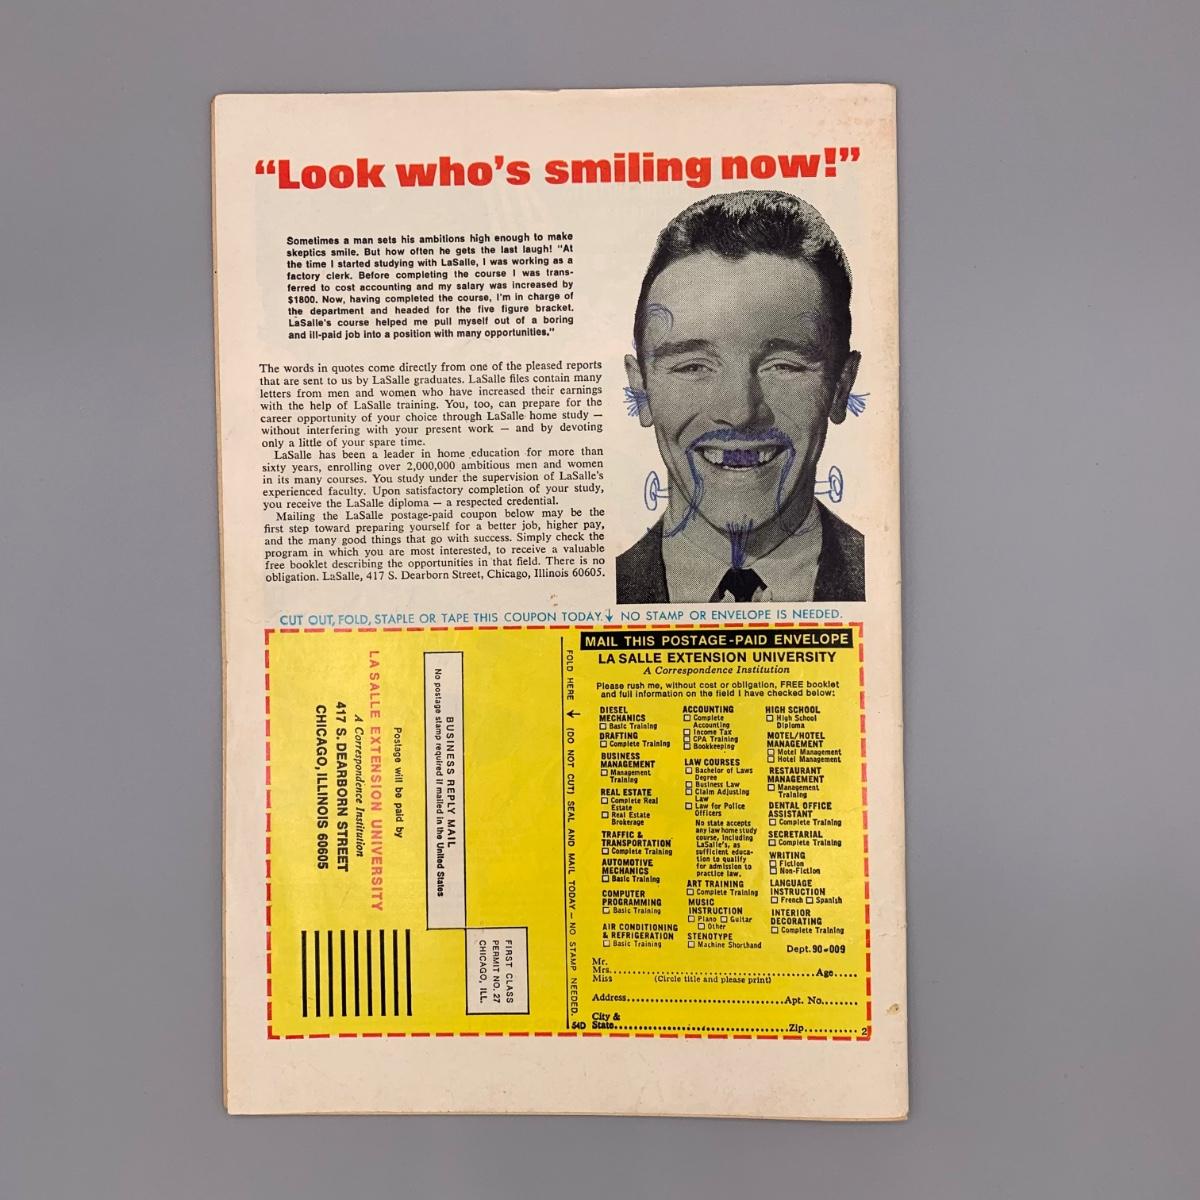 “Look who’s smiling now!”
Sometimes a man sets his ambitions high enough to make
skeptics smile. But how often he gets the last laugh! “At
the time I started studying with LaSalle, I was working as a
factory clerk. Before completing the course I was trans-
ferred to cost accounting and my salary was increased by
$1800. Now, having completed the course, I’m in charge of
the department and headed for the five figure bracket.
LaSalle’s course helped me pull myself out of a boring
and ill-paid job into a position with many opportunities.”
The words in quotes come directly from one of the pleased reports
that are sent to us by LaSalle graduates. LaSalle files contain many
letters from men and women who have increased their earnings
with the help of LaSalle training. You, too, can prepare for the
career opportunity of your choice through LaSalle home study —
without interfering with your present work — and by devoting
only a little of your spare time.
LaSalle has been a leader in home education for more than
sixty years, enrolling over 2,000,000 ambitious men and women
in its many courses. You study under the supervision of LaSalle’s
experienced faculty. Upon satisfactory completion of your study,
you receive the LaSalle diploma — a respected credential.
Mailing the LaSalle postage-paid coupon below may be the
first step toward preparing yourself for a better job, higher pay,
and the many good things that go with success. Simply check the
program in which you are most interested, to receive a valuable
free booklet describing the opportunities in that field. There is no
obligation. LaSalle, 417 S. Dearborn Street, Chicago, Illinois 60605.
CUT OUT, FOLD, STAPLE OR TAPE THIS COUPON TODAY. ↓ NO STAMP OR ENVELOPE IS NEEDED.
FIRST CLASS
PERMIT NO. 27
CHICAGO, ILL.
BUSINESS REPLY MAIL
No postage stamp required if mailed in the United States
Postage will be paid by
LA SALLE EXTENSION UNIVERSITY
A Correspondence Institution
417 S. DEARBORN STREET
CHICAGO, ILLINOIS 60605
FOLD HERE → (DO NOT CUT) SEAL AND MAIL TODAY — NO STAMP NEEDED.
MAIL THIS POSTAGE-PAID ENVELOPE
LA SALLE EXTENSION UNIVERSITY
A Correspondence Institution
Please rush me, without cost or obligation, FREE booklet
and full information on the field I have checked below:
DIESEL
MECHANICS
☐ Basic Training
DRAFTING
☐ Complete Training
BUSINESS
MANAGEMENT
☐ Management
Training
REAL ESTATE
☐ Complete Real
Estate
☐ Real Estate
Brokerage
TRAFFIC &
TRANSPORTATION
☐ Complete Training
AUTOMOTIVE
MECHANICS
☐ Basic Training
COMPUTER
PROGRAMMING
☐ Basic Training
AIR CONDITIONING
& REFRIGERATION
☐ Basic Training
ACCOUNTING
☐ Complete
Accounting
☐ Income Tax
☐ CPA Training
☐ Bookkeeping
LAW COURSES
☐ Bachelor of Laws
Degree
☐ Business Law
☐ Claim Adjusting
Law
☐ Law for Police
Officers
No state accepts
any law home study
course, including
LaSalle’s, as
sufficient educa-
tion to qualify
for admission to
practice law.
ART TRAINING
☐ Complete Training
MUSIC
INSTRUCTION
☐ Piano ☐ Guitar
☐ Other
STENOTYPE
☐ Machine Shorthand
HIGH SCHOOL
☐ High School
Diploma
MOTEL/HOTEL
MANAGEMENT
☐ Motel Management
☐ Hotel Management
RESTAURANT
MANAGEMENT
☐ Management
Training
DENTAL OFFICE
ASSISTANT
☐ Complete Training
SECRETARIAL
☐ Complete Training
WRITING
☐ Fiction
☐ Non-Fiction
LANGUAGE
INSTRUCTION
☐ French ☐ Spanish
INTERIOR
DECORATING
☐ Complete Training
Dept. 90-009
Mr.
Mrs. Age
Miss (Circle title and please print)
Address Apt. No.
City &
State Zip
54D 2